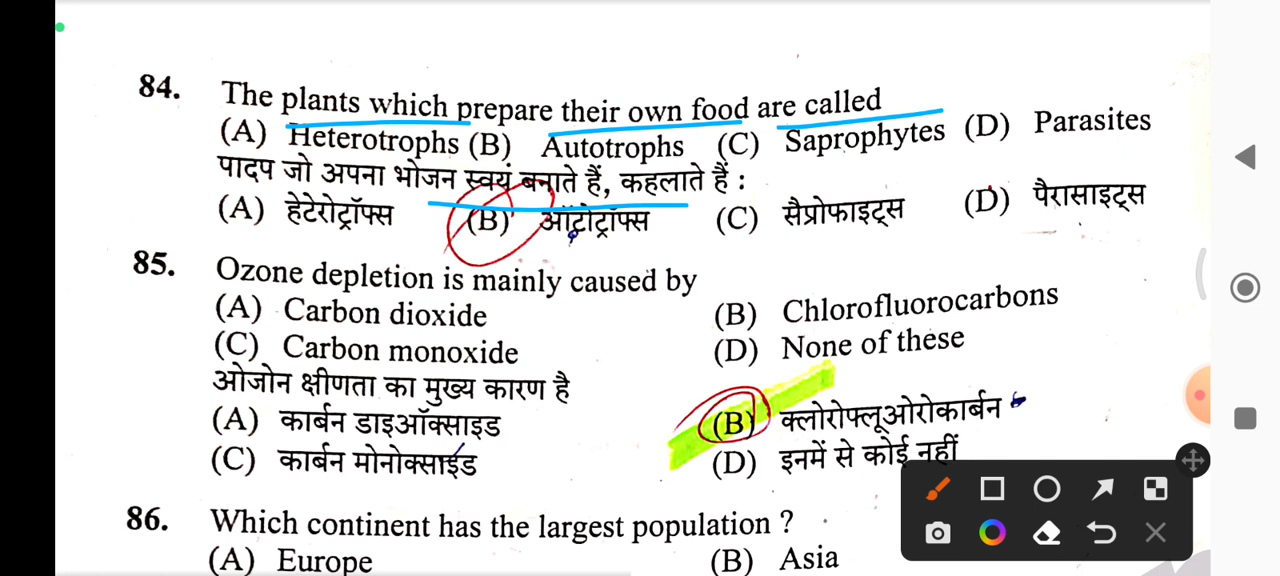 84. The plants which prepare their own food are called
(A) Heterotrophs (B) Autotrophs (C) Saprophytes (D) Parasites
पादप जो अपना भोजन स्वयं बनाते हैं, कहलाते हैं :
(A) हेटेरोट्रॉफ्स (B) ऑटोट्रॉफ्स (C) सैप्रोफाइट्स (D) पैरासाइट्स
85. Ozone depletion is mainly caused by
(A) Carbon dioxide (B) Chlorofluorocarbons
(C) Carbon monoxide (D) None of these
ओजोन क्षीणता का मुख्य कारण है
(A) कार्बन डाइऑक्साइड (B) क्लोरोफ्लूओरोकार्बन
(C) कार्बन मोनोक्साइड (D) इनमें से कोई नहीं
86. Which continent has the largest population ?
(A) Europe (B) Asia